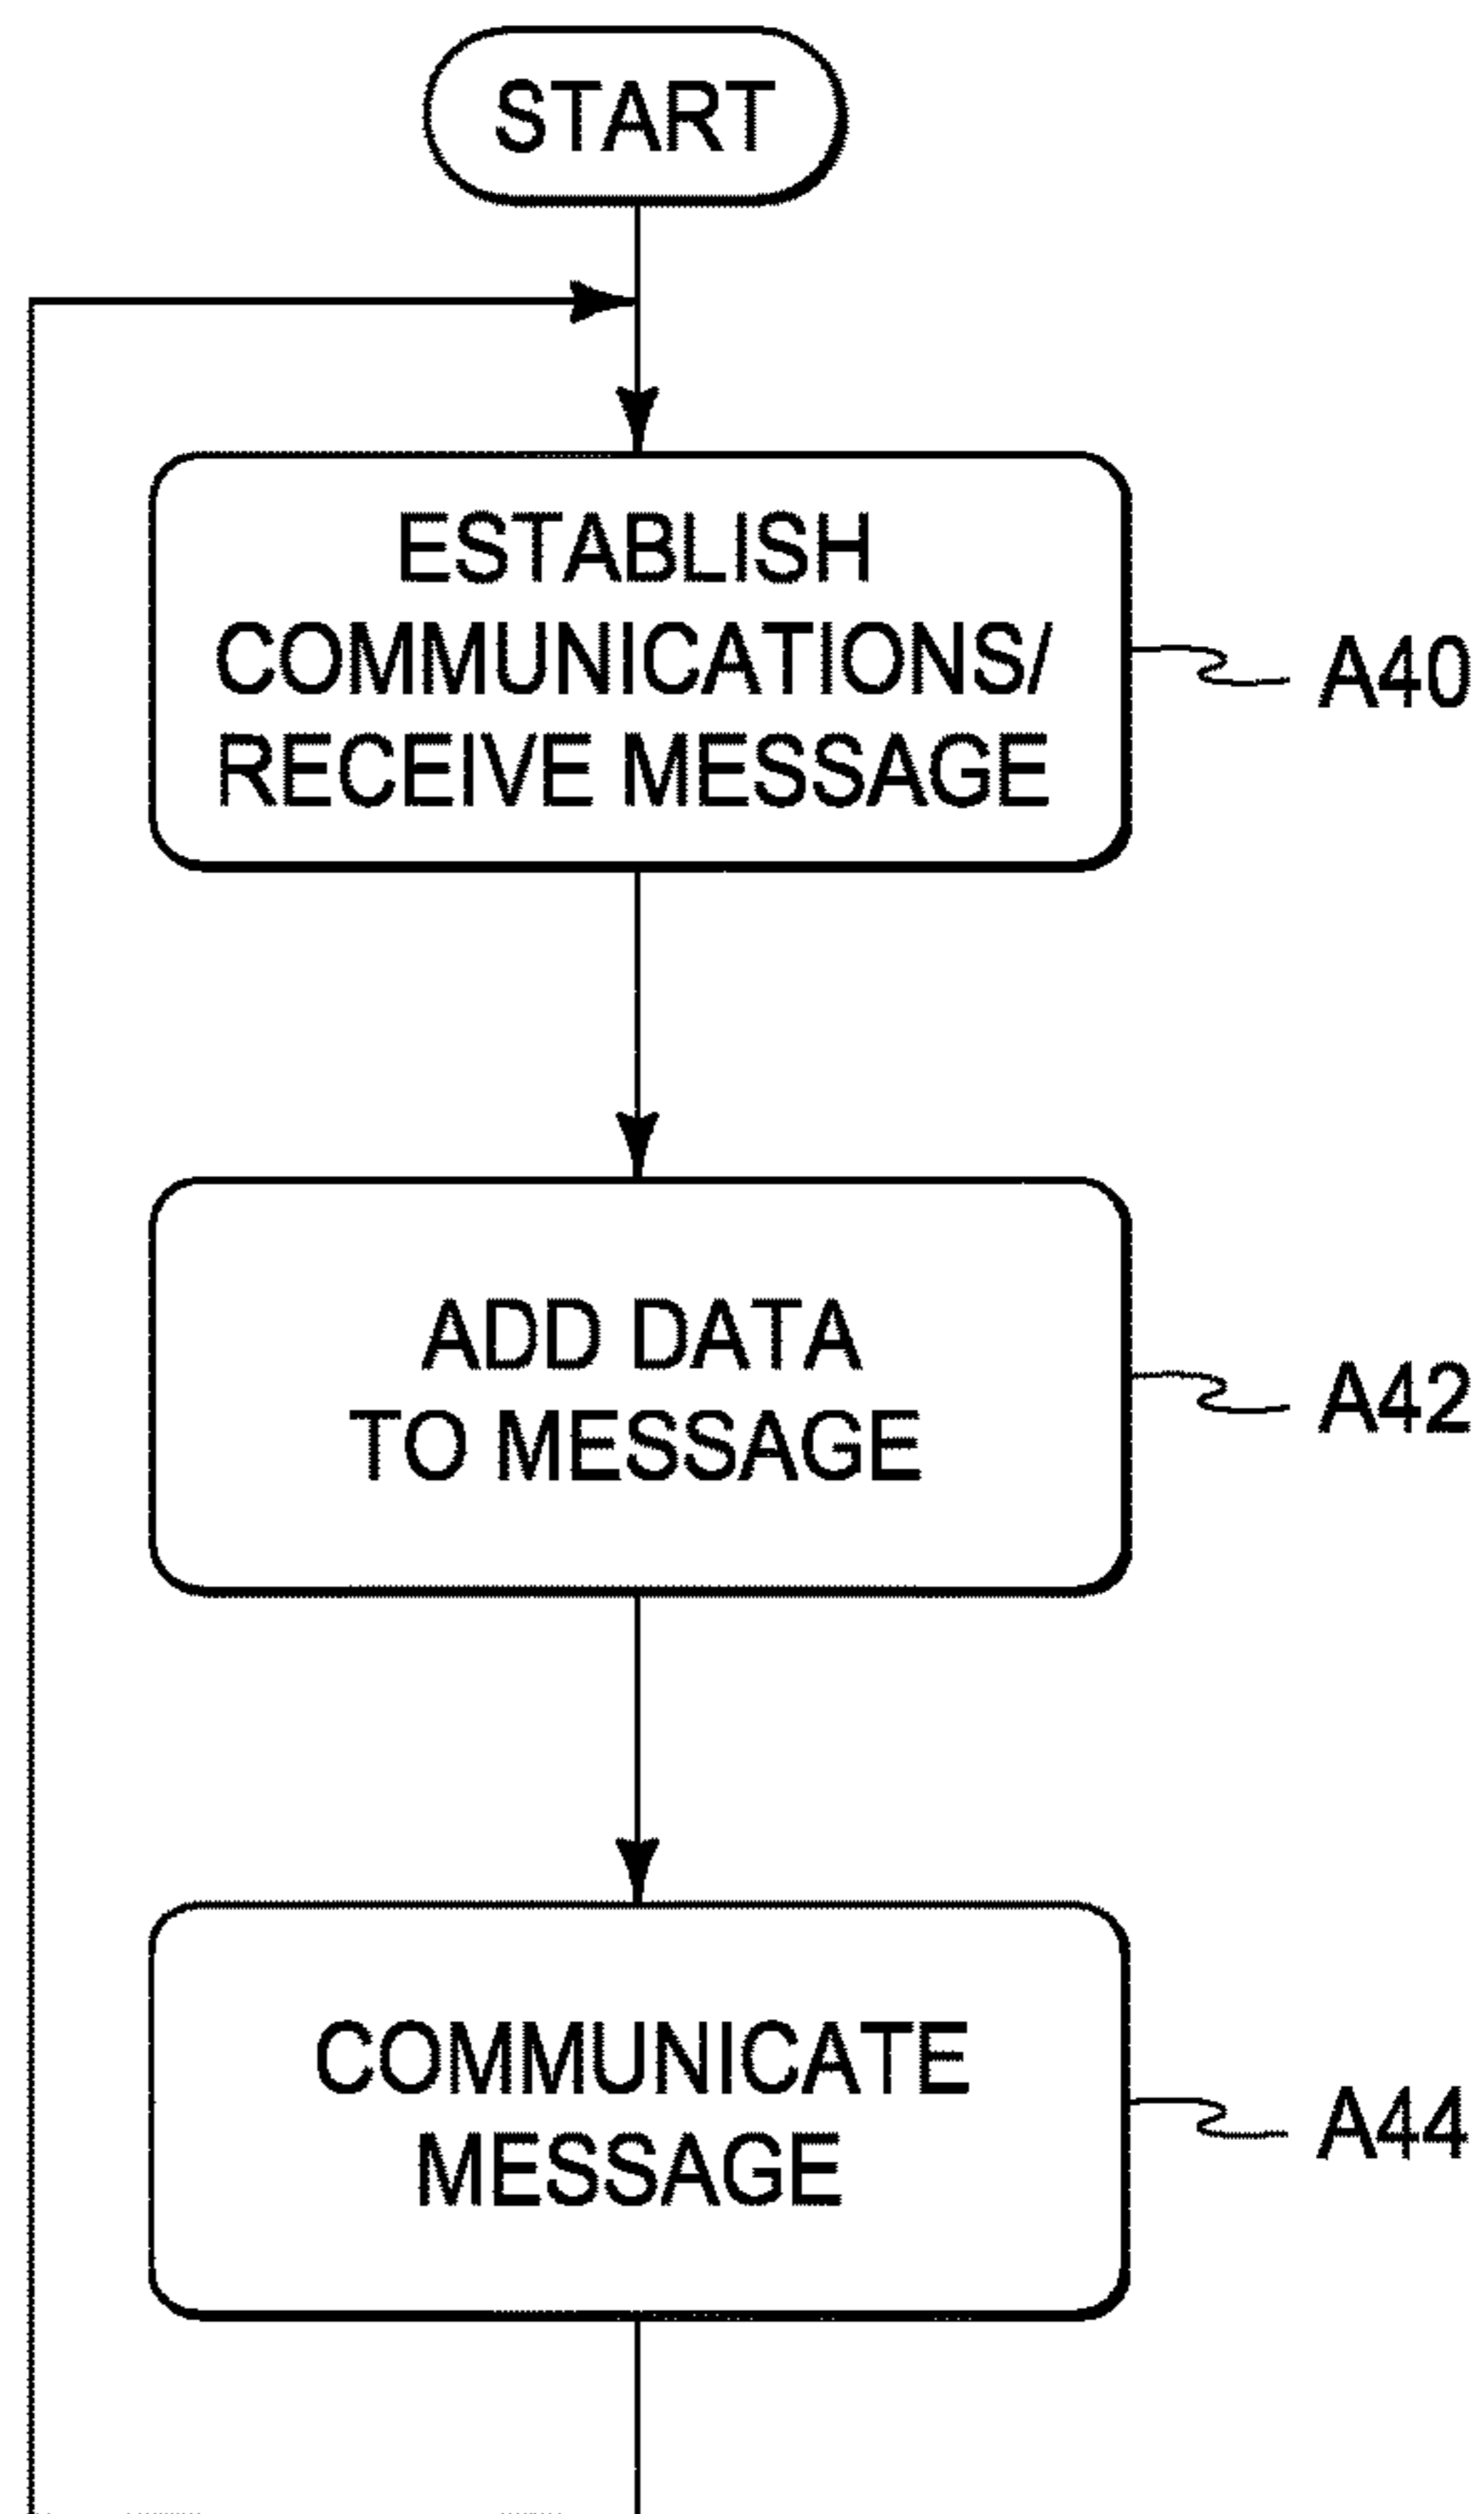 START
ESTABLISH
COMMUNICATIONS/
RECEIVE MESSAGE
A40
ADD DATA
TO MESSAGE
A42
COMMUNICATE
MESSAGE
A44